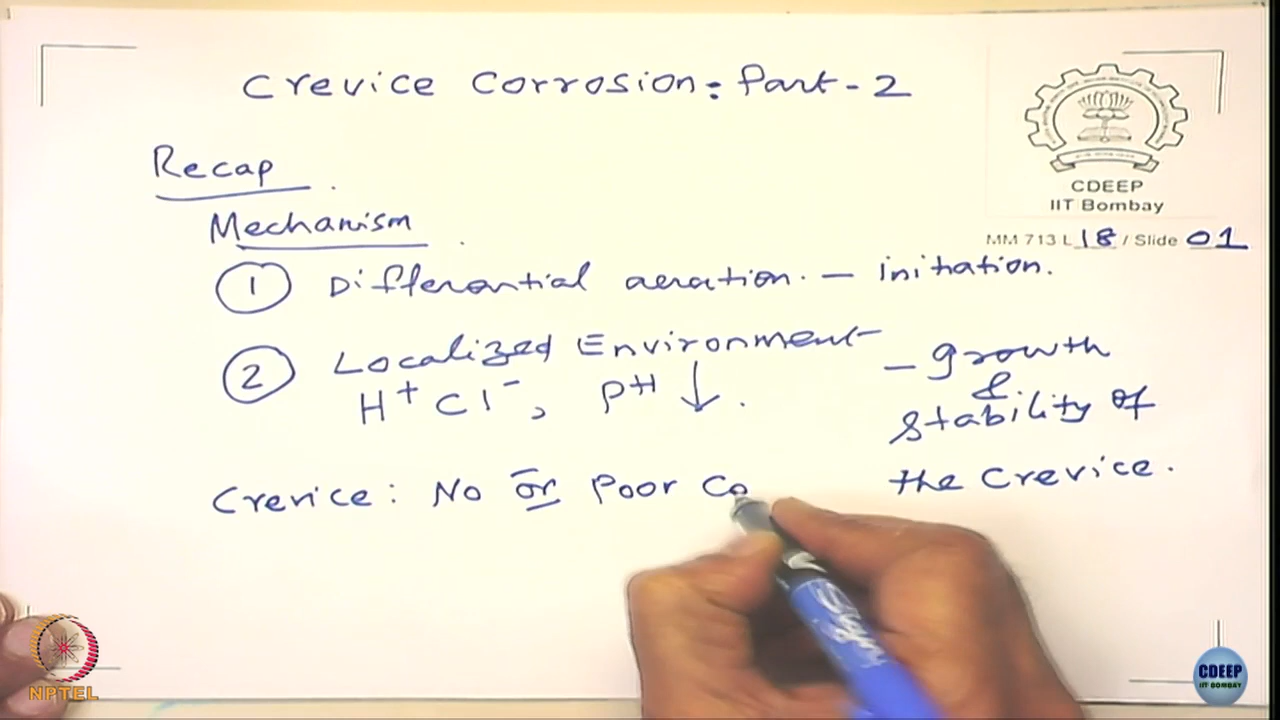 Crevice Corrosion: Part-2
CDEEP
IIT Bombay
MM 713 L 18 / Slide 01
Recap
Mechanism
1 Differential aeration. — initiation.
2 Localized Environment — growth & stability of the Crevice.
H+ Cl-, pH ↓.
Crevice: No or Poor Co
NPTEL
CDEEP
IIT BOMBAY